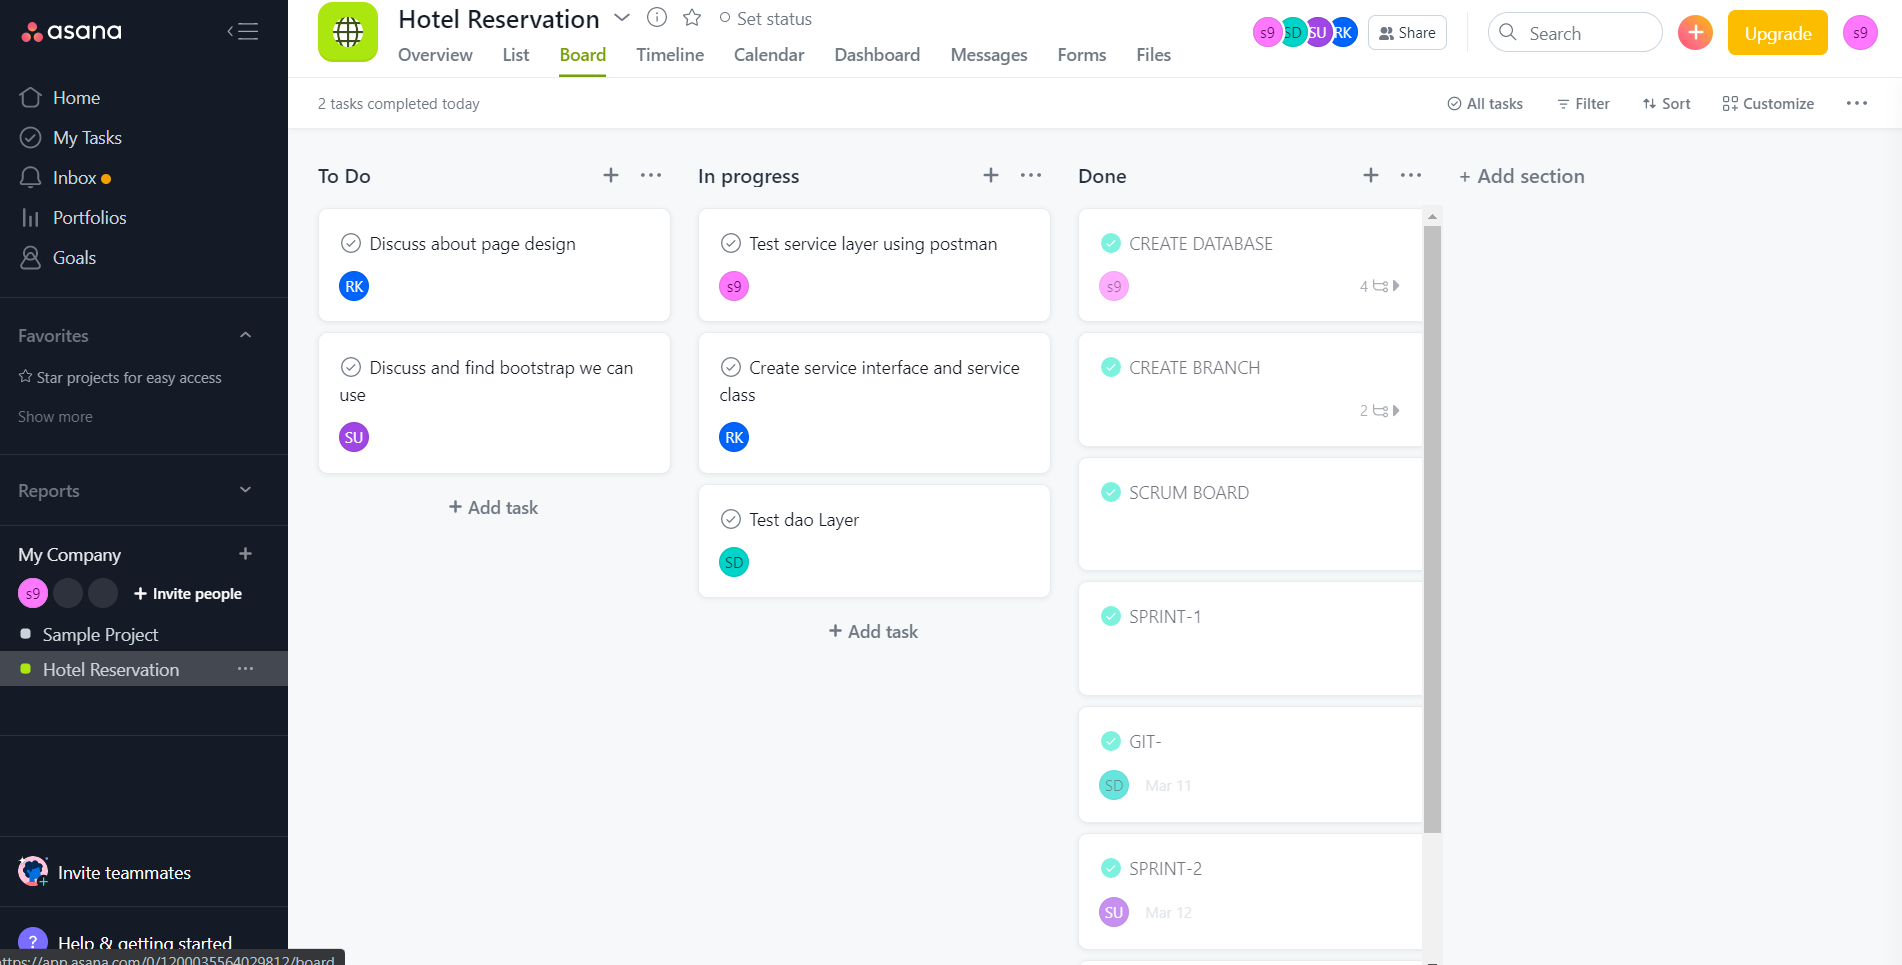 asana
Home
My Tasks
Inbox
Portfolios
Goals
Favorites
Star projects for easy access
Show more
Reports
My Company
s9
+ Invite people
Sample Project
Hotel Reservation
Invite teammates
? Help & getting started
https://app.asana.com/0/1200035564029812/board
Hotel Reservation
Set status
Overview List Board Timeline Calendar Dashboard Messages Forms Files
s9 SD SU RK
Share
Search
+
Upgrade
s9
2 tasks completed today
All tasks Filter Sort Customize
To Do
Discuss about page design
RK
Discuss and find bootstrap we can
use
SU
+ Add task
In progress
Test service layer using postman
s9
Create service interface and service
class
RK
Test dao Layer
SD
+ Add task
Done
CREATE DATABASE
s9 4
CREATE BRANCH
2
SCRUM BOARD
SPRINT-1
GIT-
SD Mar 11
SPRINT-2
SU Mar 12
+ Add section